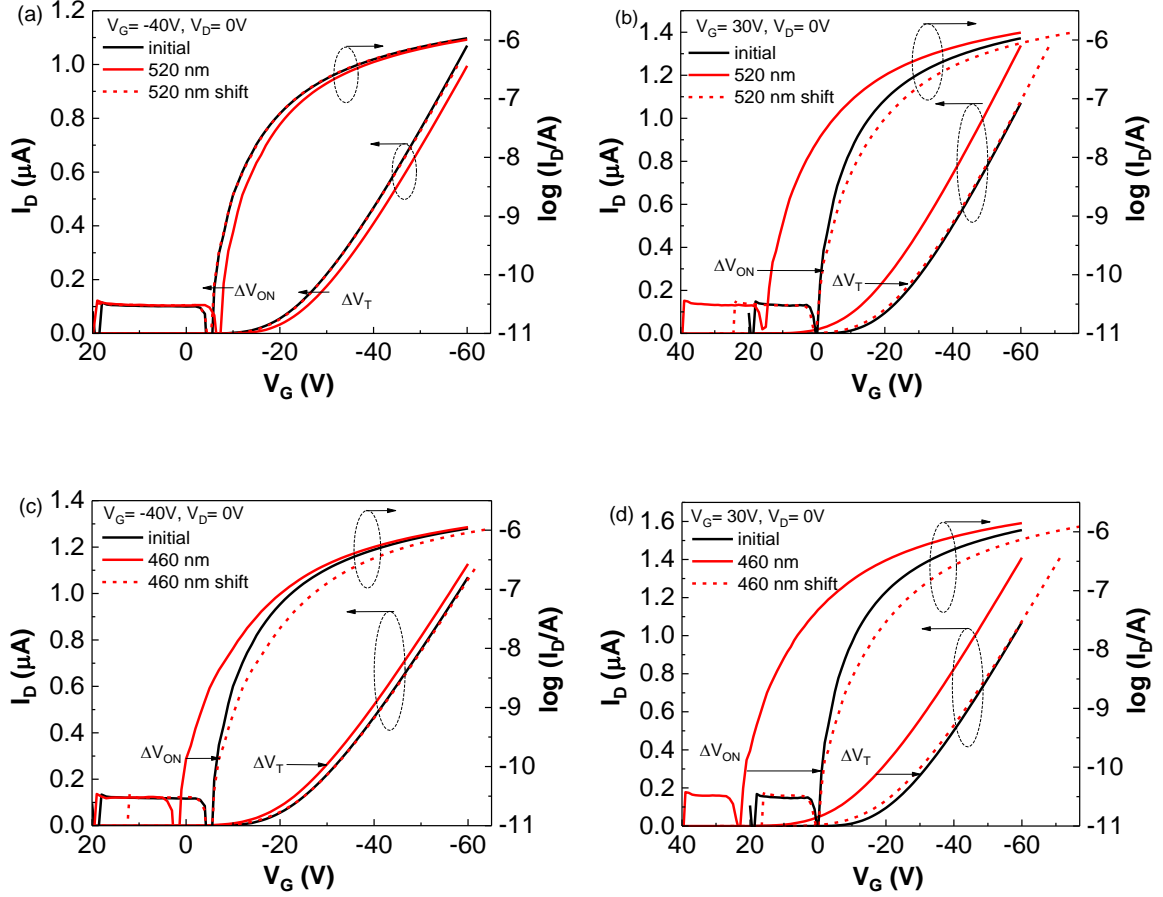 (a)
V_G= -40V, V_D= 0V
initial
520 nm
520 nm shift
ΔV_ON
ΔV_T
1.2
1.0
0.8
0.6
0.4
0.2
0.0
I_D (µA)
-6
-7
-8
-9
-10
-11
log (I_D/A)
20 0 -20 -40 -60
V_G (V)
(b)
V_G= 30V, V_D= 0V
initial
520 nm
520 nm shift
ΔV_ON
ΔV_T
1.4
1.2
1.0
0.8
0.6
0.4
0.2
0.0
I_D (µA)
-6
-7
-8
-9
-10
-11
log (I_D/A)
40 20 0 -20 -40 -60
V_G (V)
(c)
V_G= -40V, V_D= 0V
initial
460 nm
460 nm shift
ΔV_ON
ΔV_T
1.4
1.2
1.0
0.8
0.6
0.4
0.2
0.0
I_D (µA)
-6
-7
-8
-9
-10
-11
log (I_D/A)
20 0 -20 -40 -60
V_G (V)
(d)
V_G= 30V, V_D= 0V
initial
460 nm
460 nm shift
ΔV_ON
ΔV_T
1.6
1.4
1.2
1.0
0.8
0.6
0.4
0.2
0.0
I_D (µA)
-6
-7
-8
-9
-10
-11
log (I_D/A)
40 20 0 -20 -40 -60
V_G (V)